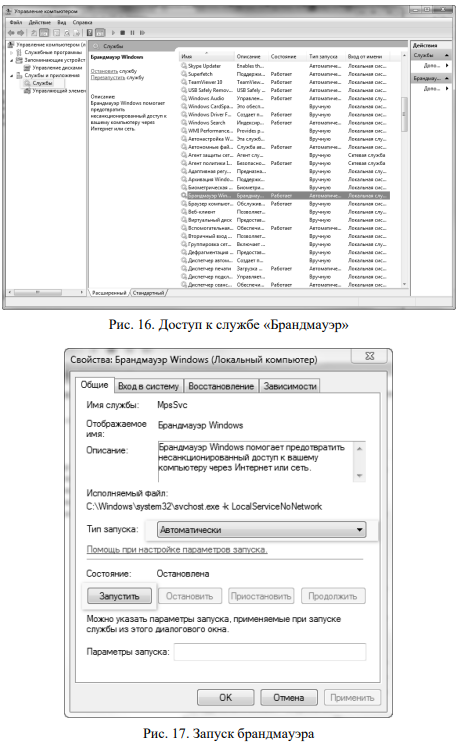 Управление компьютером
Файл Действие Вид Справка
Управление компьютером (л
Служебные программы
Запоминающие устройст
Управление дисками
Службы и приложения
Службы
Управляющий элемен
Службы
Брандмауэр Windows
Остановить службу
Перезапустить службу
Описание:
Брандмауэр Windows помогает
предотвратить
несанкционированный доступ к
вашему компьютеру через
Интернет или сеть.
Имя Описание Состояние Тип запуска Вход от имени
Skype Updater Enables th... Автоматиче... Локальная сис...
Superfetch Поддержи... Работает Автоматиче... Локальная сис...
TeamViewer 10 TeamView... Работает Автоматиче... Локальная сис...
USB Safely Remov... USB Safely... Работает Автоматиче... Локальная сис...
Windows Audio Управлен... Работает Автоматиче... Локальная слу...
Windows CardSpa... Это обесп... Вручную Локальная сис...
Windows Driver F... Создает п... Работает Автоматиче... Локальная сис...
Windows Search Индексир... Работает Автоматиче... Локальная сис...
WMI Performance... Provides p... Вручную Локальная сис...
Автонастройка W... Эта служб... Вручную Локальная слу...
Автономные фай... Служба ав... Работает Автоматиче... Локальная сис...
Агент защиты сет... Агент слу... Вручную Сетевая служба
Агент политики I... Безопасно... Работает Вручную Сетевая служба
Адаптивная регу... Предназна... Вручную Локальная слу...
Архивация Windo... Поддержк... Вручную Локальная сис...
Биометрическая ... Биометри... Вручную Локальная сис...
Брандмауэр Win... Брандмау... Работает Автоматиче... Локальная слу...
Браузер компьют... Обслужив... Работает Вручную Локальная сис...
Веб-клиент Позволяет... Вручную Локальная слу...
Виртуальный диск Предостав... Вручную Локальная сис...
Вспомогательная... Обеспечи... Работает Автоматиче... Локальная сис...
Вторичный вход ... Позволяет... Вручную Локальная сис...
Группировка сет... Включает ... Вручную Локальная слу...
Дефрагментация ... Предостав... Вручную Локальная сис...
Диспетчер автом... Создает п... Вручную Локальная сис...
Диспетчер печати Загрузка ... Работает Автоматиче... Локальная сис...
Диспетчер подкл... Управляет... Вручную Локальная сис...
Диспетчер сеанс... Обеспечи... Работает Автоматиче... Локальная сис...
Расширенный Стандартный
Действия
Службы
Допо...
Брандмау...
Допо...
Рис. 16. Доступ к службе «Брандмауэр»
Свойства: Брандмауэр Windows (Локальный компьютер)
Общие Вход в систему Восстановление Зависимости
Имя службы: MpsSvc
Отображаемое имя: Брандмауэр Windows
Описание: Брандмауэр Windows помогает предотвратить
несанкционированный доступ к вашему
компьютеру через Интернет или сеть.
Исполняемый файл:
C:\Windows\system32\svchost.exe -k LocalServiceNoNetwork
Тип запуска: Автоматически
Помощь при настройке параметров запуска.
Состояние: Остановлена
Запустить Остановить Приостановить Продолжить
Можно указать параметры запуска, применяемые при запуске
службы из этого диалогового окна.
Параметры запуска:
OK Отмена Применить
Рис. 17. Запуск брандмауэра